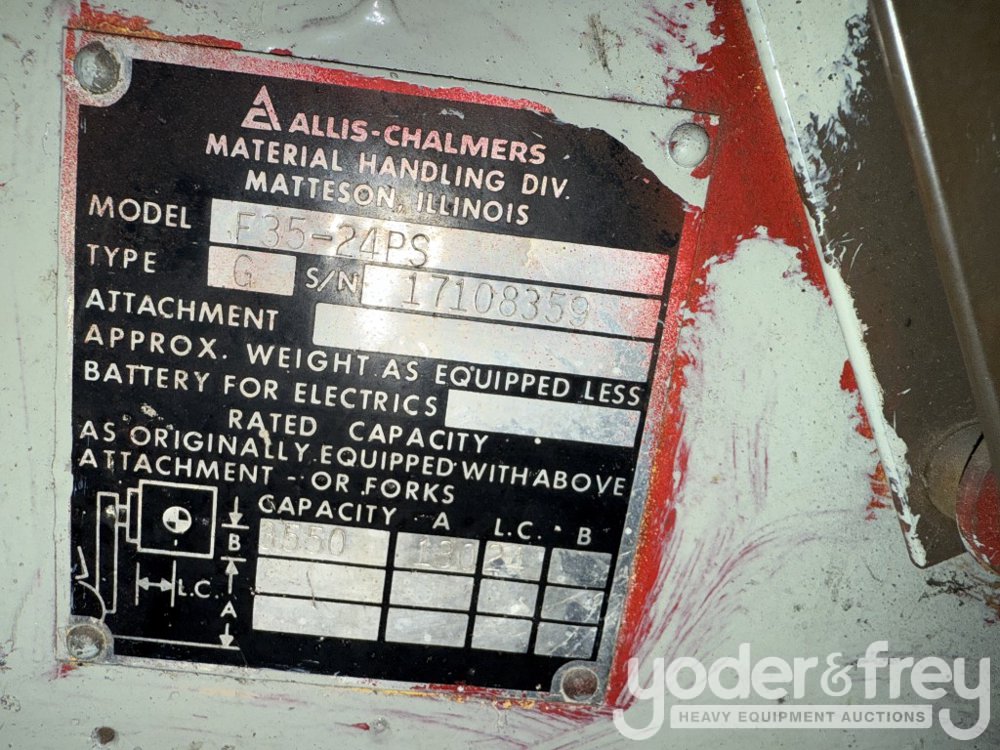 ALLIS-CHALMERS
MATERIAL HANDLING DIV.
MATTESON, ILLINOIS
MODEL F35-24PS
TYPE G S/N 17108359
ATTACHMENT
APPROX. WEIGHT AS EQUIPPED LESS
BATTERY FOR ELECTRICS
RATED CAPACITY
AS ORIGINALLY EQUIPPED WITH ABOVE
ATTACHMENT - OR FORKS
CAPACITY A L.C. B
B
L.C.
A
yoder&frey
HEAVY EQUIPMENT AUCTIONS